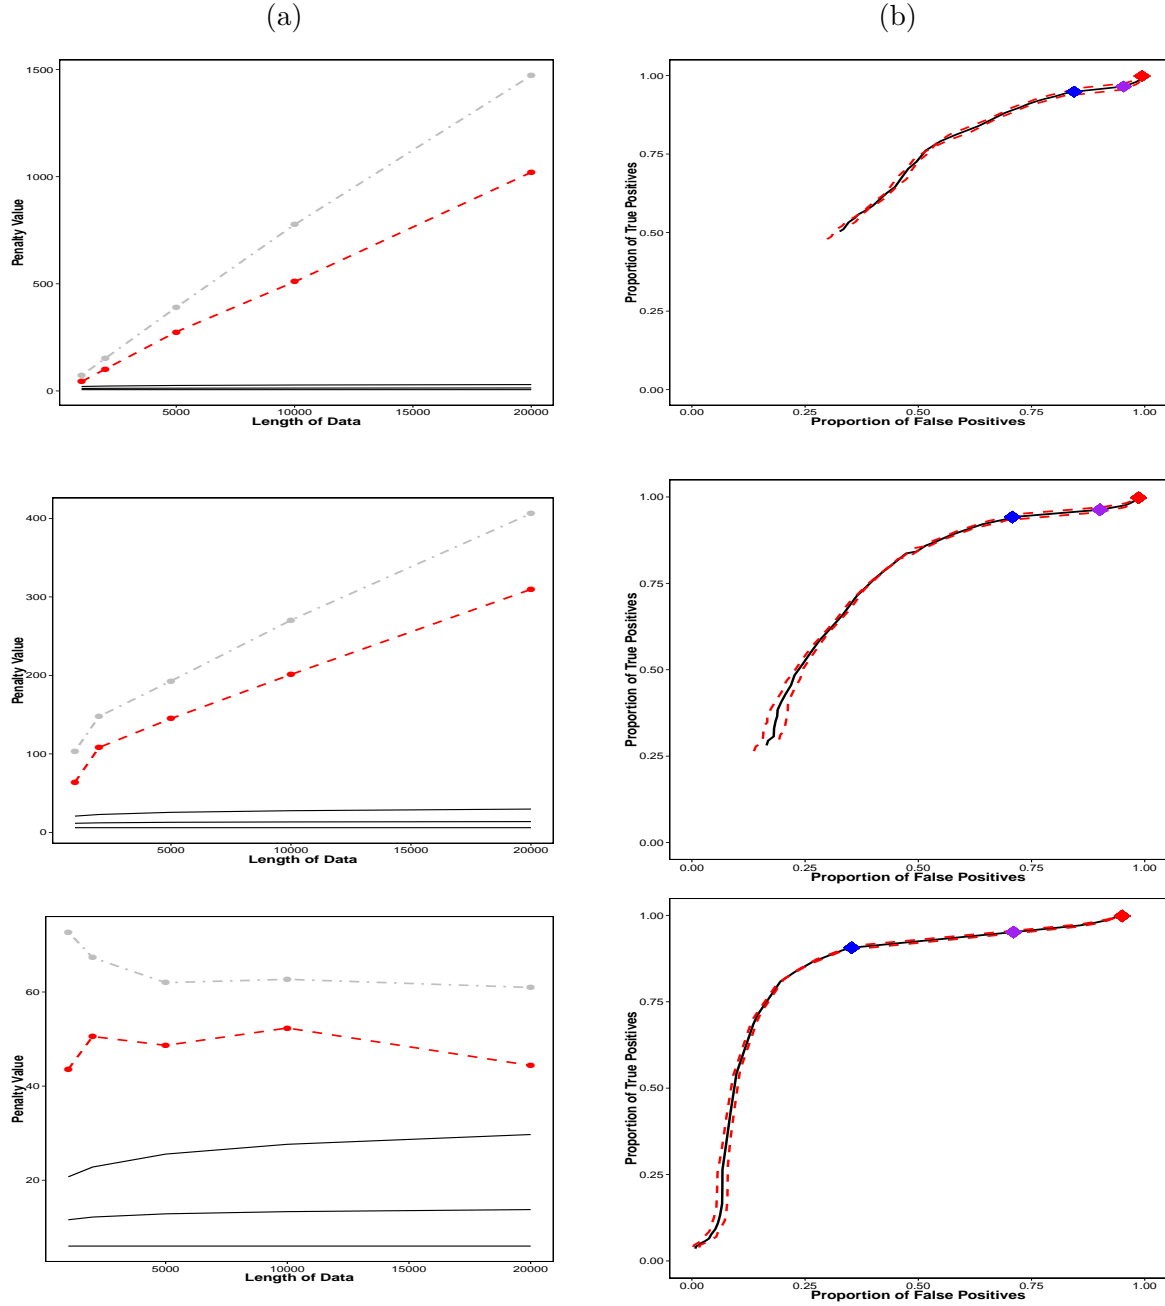 (a)
(b)
1500
1000
500
0
Penalty Value
5000 10000 15000 20000
Length of Data
1.00
0.75
0.50
0.25
0.00
Proportion of True Positives
0.00 0.25 0.50 0.75 1.00
Proportion of False Positives
400
300
200
100
0
Penalty Value
5000 10000 15000 20000
Length of Data
1.00
0.75
0.50
0.25
0.00
Proportion of True Positives
0.00 0.25 0.50 0.75 1.00
Proportion of False Positives
60
40
20
Penalty Value
5000 10000 15000 20000
Length of Data
1.00
0.75
0.50
0.25
0.00
Proportion of True Positives
0.00 0.25 0.50 0.75 1.00
Proportion of False Positives